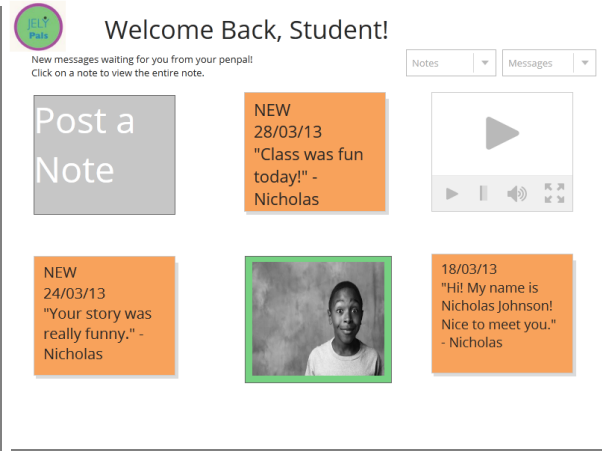 JELY
Pals
Welcome Back, Student!
New messages waiting for you from your penpal!
Click on a note to view the entire note.
Notes
Messages
Post a
Note
NEW
28/03/13
"Class was fun
today!" -
Nicholas
NEW
24/03/13
"Your story was
really funny." -
Nicholas
18/03/13
"Hi! My name is
Nicholas Johnson!
Nice to meet you."
- Nicholas